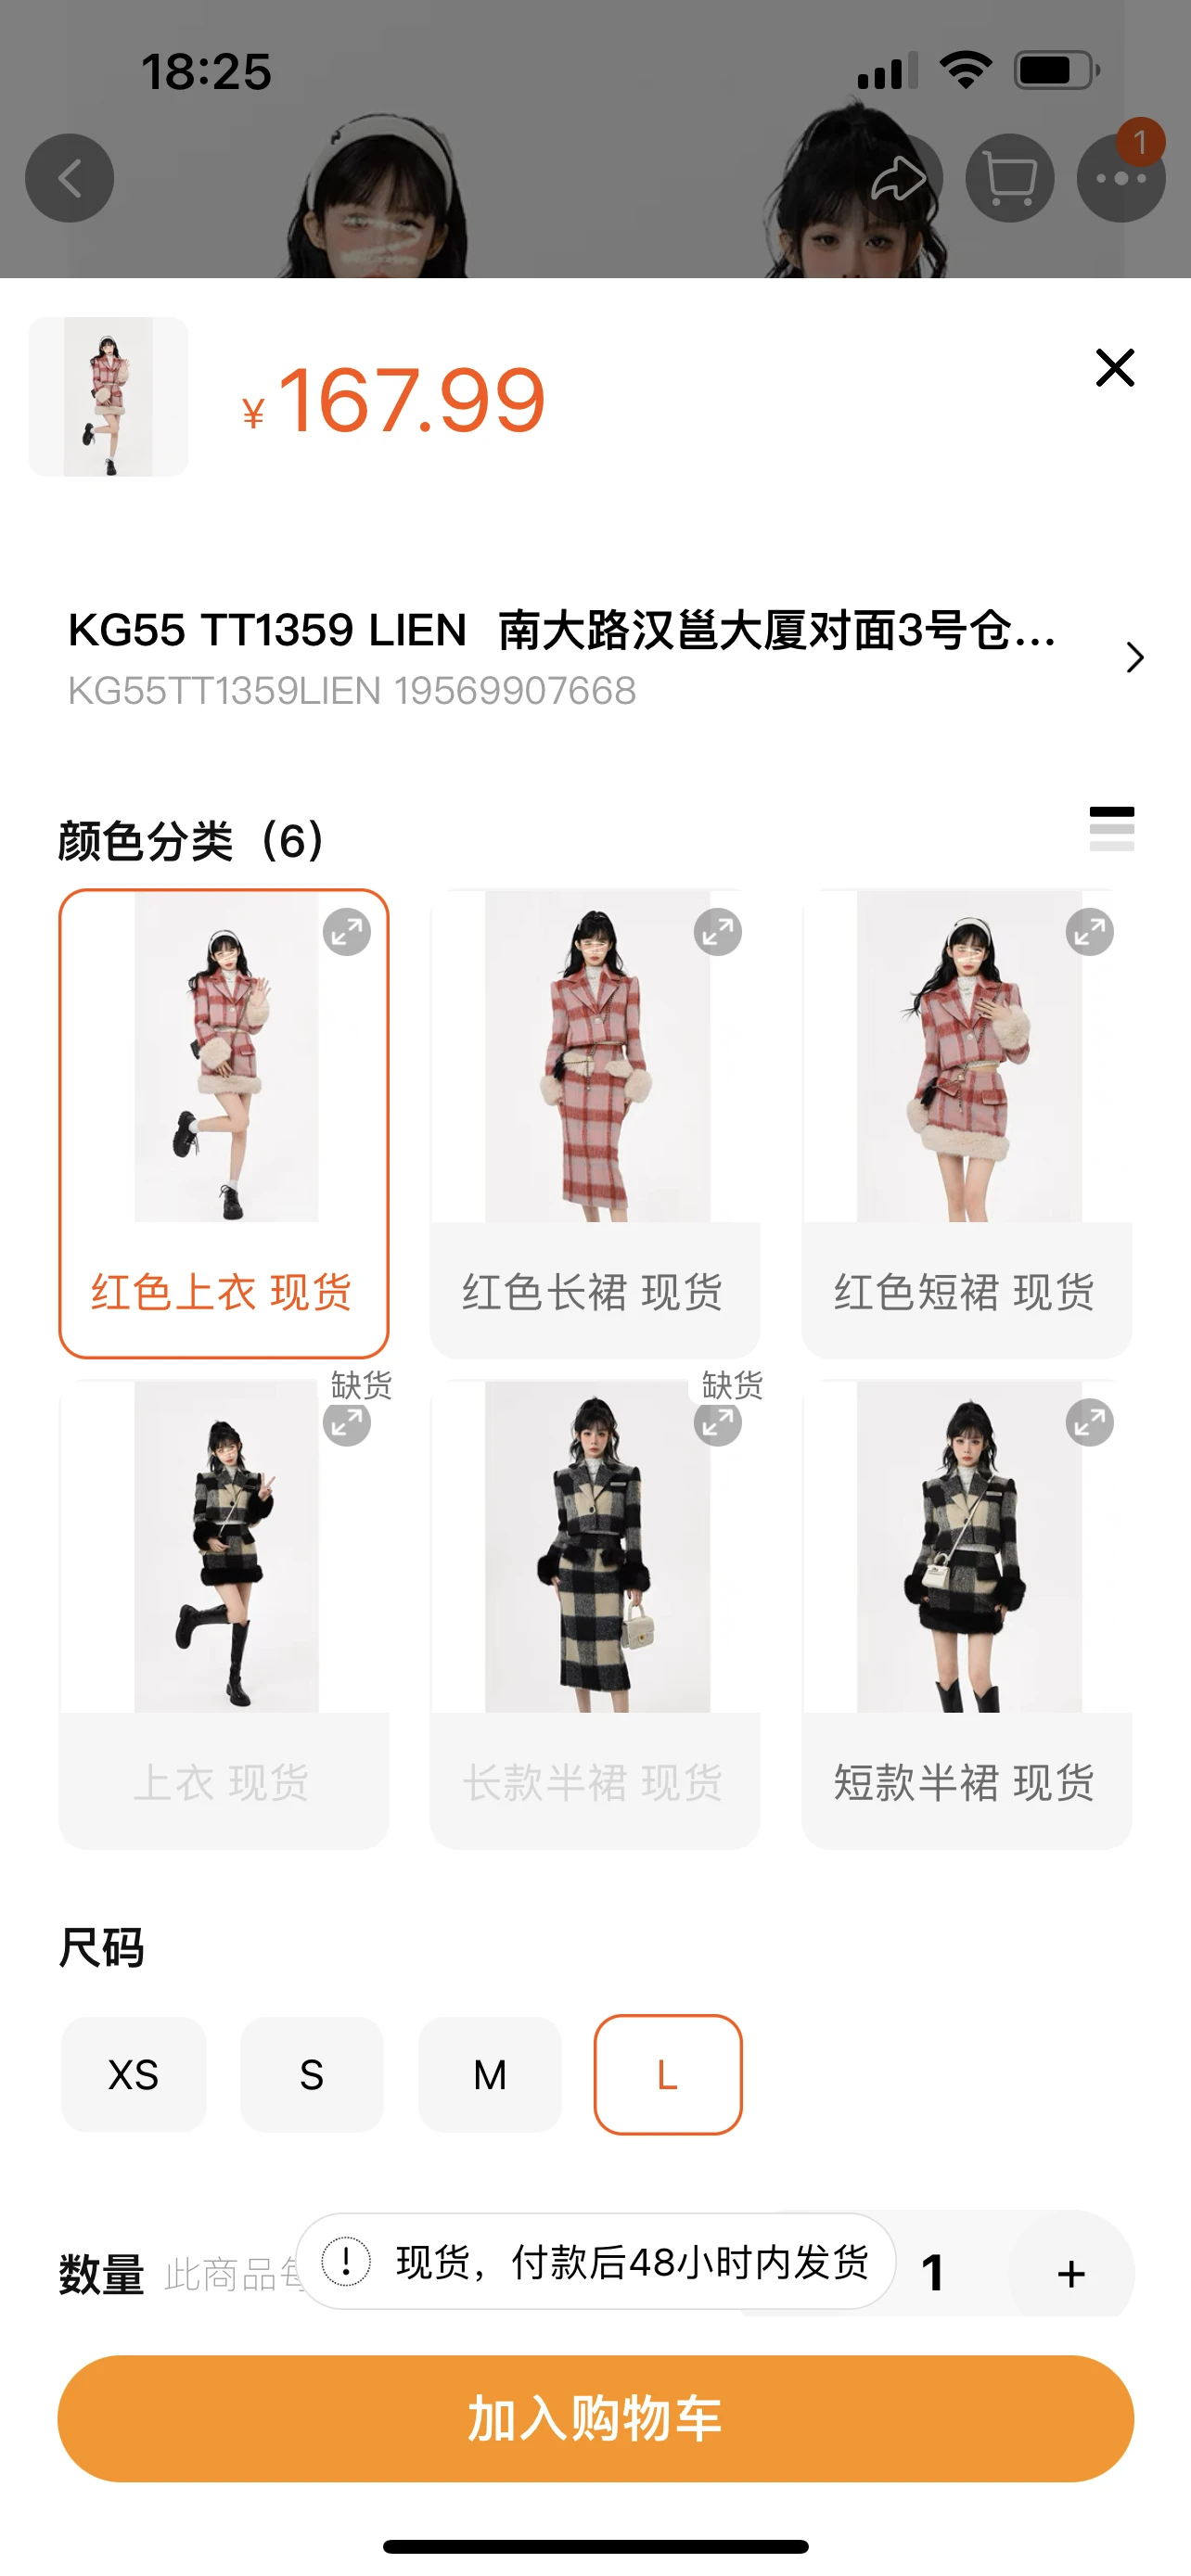 18:25
1
¥167.99
KG55 TT1359 LIEN 南大路汉邕大厦对面3号仓...
KG55TT1359LIEN 19569907668
颜色分类（6）
红色上衣 现货
红色长裙 现货
红色短裙 现货
缺货
缺货
上衣 现货
长款半裙 现货
短款半裙 现货
尺码
XS
S
M
L
数量 此商品每
现货，付款后48小时内发货
1
+
加入购物车